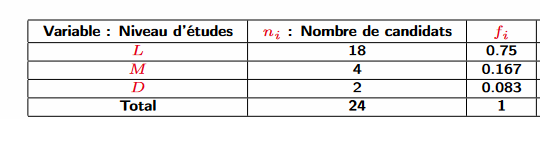 Variable : Niveau d'études n_i : Nombre de candidats f_i
L 18 0.75
M 4 0.167
D 2 0.083
Total 24 1